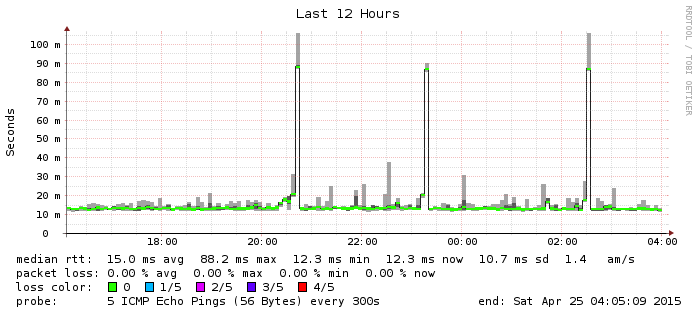 Last 12 Hours
RRDTOOL / TOBI OETIKER
Seconds
100 m
90 m
80 m
70 m
60 m
50 m
40 m
30 m
20 m
10 m
0
18:00 20:00 22:00 00:00 02:00 04:00
median rtt: 15.0 ms avg 88.2 ms max 12.3 ms min 12.3 ms now 10.7 ms sd 1.4 am/s
packet loss: 0.00 % avg 0.00 % max 0.00 % min 0.00 % now
loss color: 0 1/5 2/5 3/5 4/5
probe: 5 ICMP Echo Pings (56 Bytes) every 300s end: Sat Apr 25 04:05:09 2015